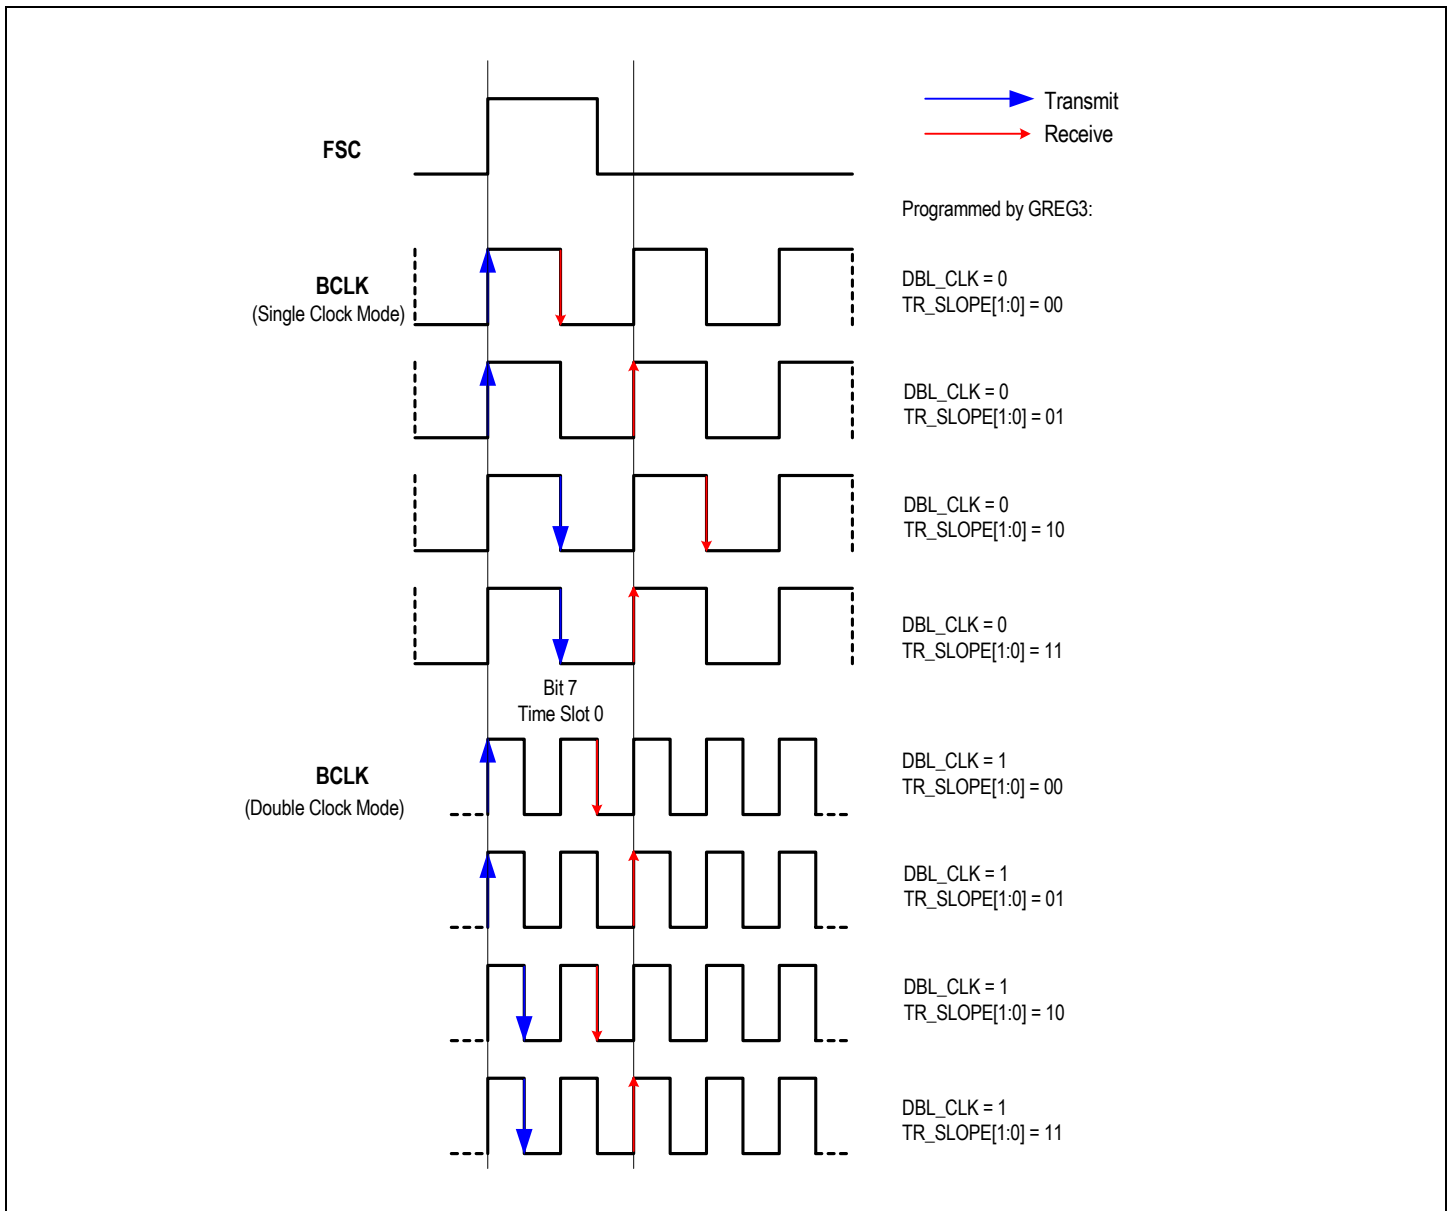 Transmit
Receive
FSC
Programmed by GREG3:
BCLK
(Single Clock Mode)
DBL_CLK = 0
TR_SLOPE[1:0] = 00
DBL_CLK = 0
TR_SLOPE[1:0] = 01
DBL_CLK = 0
TR_SLOPE[1:0] = 10
DBL_CLK = 0
TR_SLOPE[1:0] = 11
Bit 7
Time Slot 0
BCLK
(Double Clock Mode)
DBL_CLK = 1
TR_SLOPE[1:0] = 00
DBL_CLK = 1
TR_SLOPE[1:0] = 01
DBL_CLK = 1
TR_SLOPE[1:0] = 10
DBL_CLK = 1
TR_SLOPE[1:0] = 11